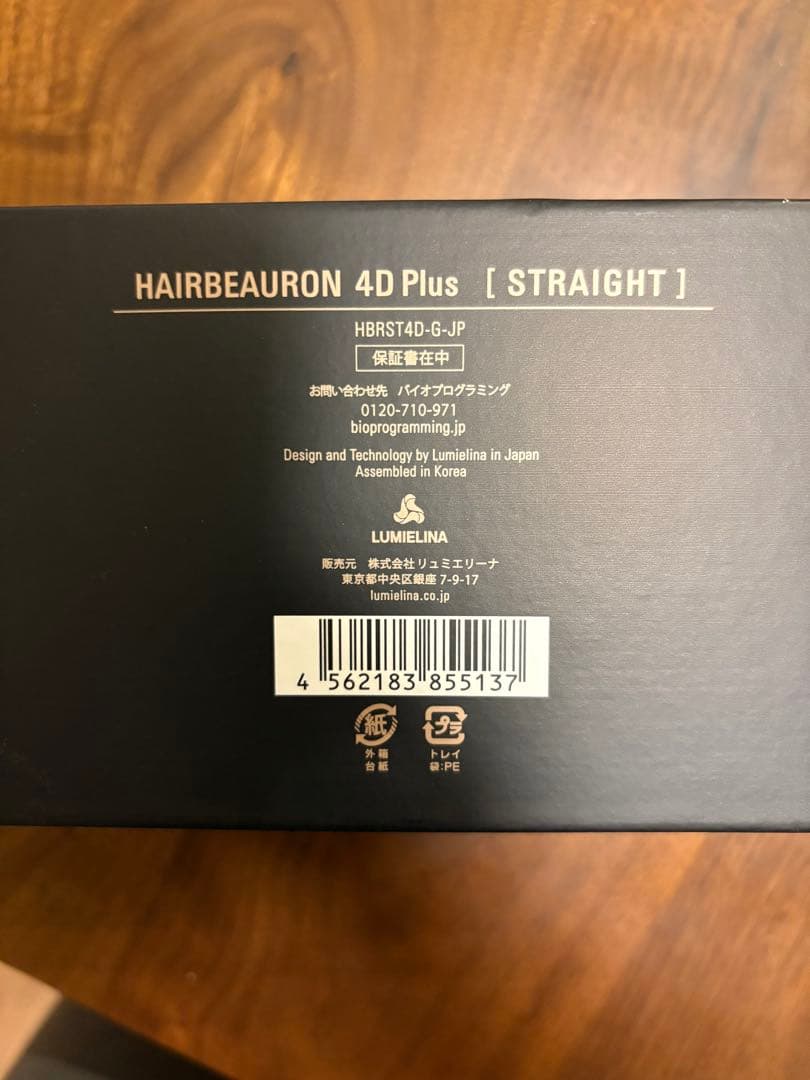 HAIRBEAURON 4D Plus [ STRAIGHT ]
HBRST4D-G-JP
保証書在中
お問い合わせ先 バイオプログラミング
0120-710-971
bioprogramming.jp
Design and Technology by Lumielina in Japan
Assembled in Korea
LUMIELINA
販売元 株式会社リュミエリーナ
東京都中央区銀座 7-9-17
lumielina.co.jp
4 562183 855137
紙 プラ
外箱 トレイ
台紙 袋:PE